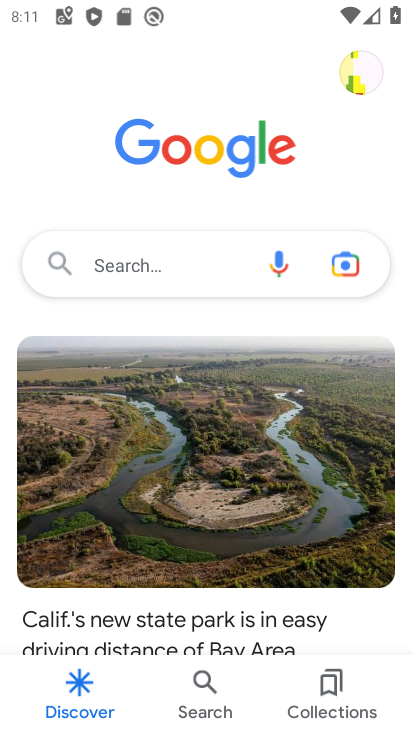 8:11
Google
Search...
Calif.'s new state park is in easy
driving distance of Bay Area
Discover
Search
Collections